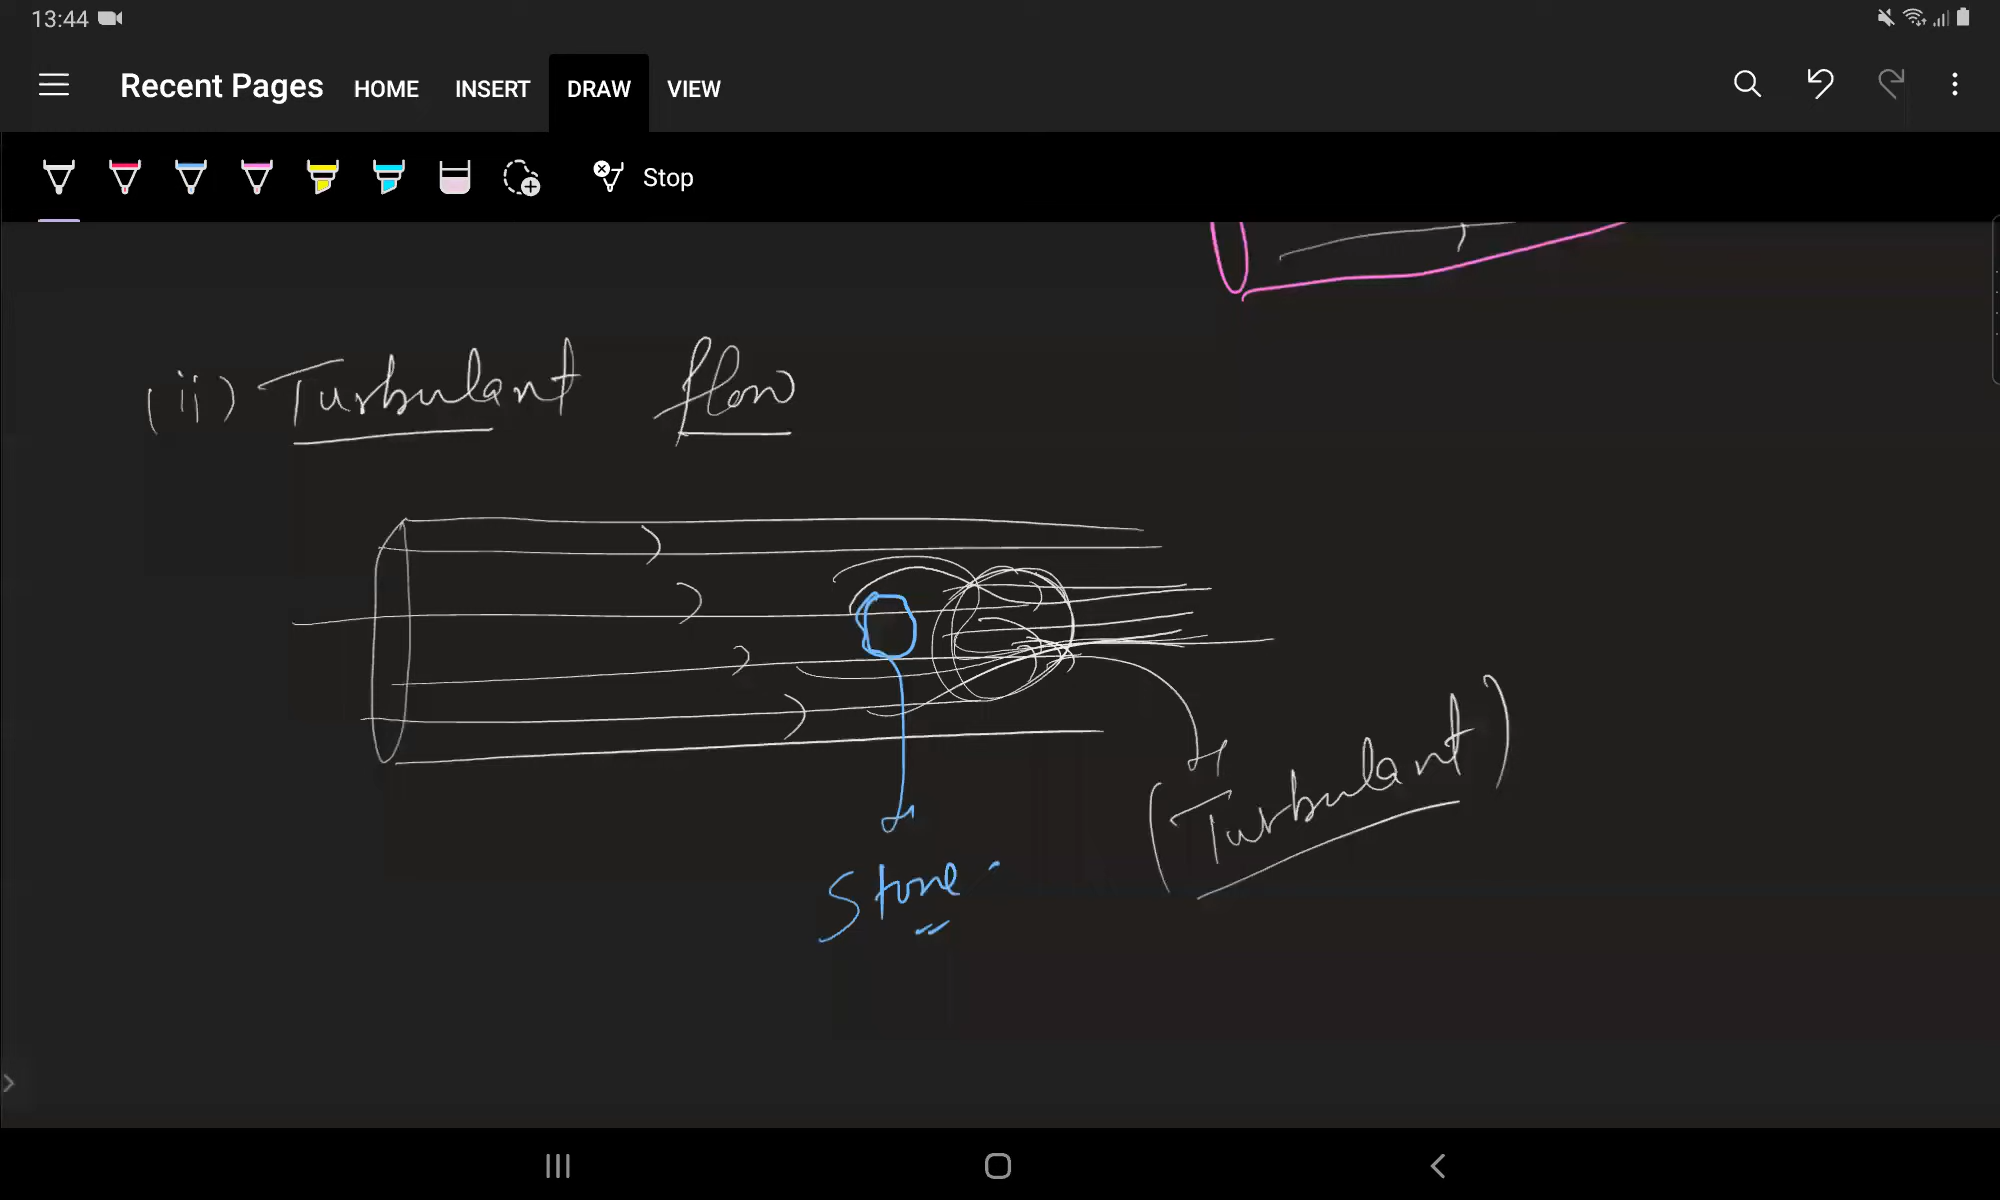 13:44
Recent Pages HOME INSERT DRAW VIEW
Stop
(ii) Turbulant flow
(Turbulant)
Stone